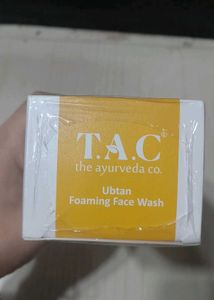 T.A.C
the ayurveda co.
Ubtan
Foaming Face Wash